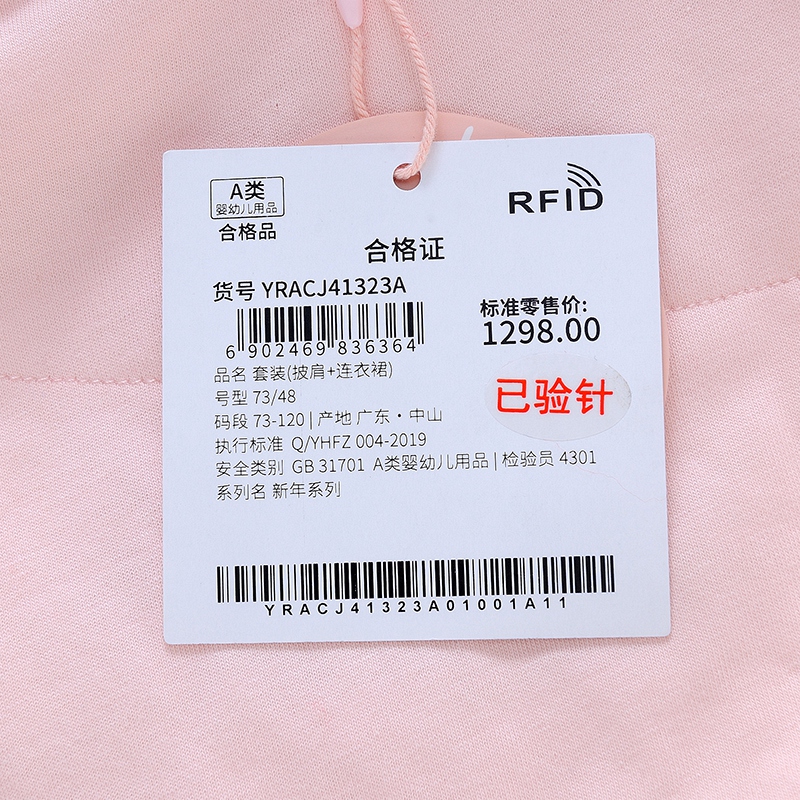 A类
婴幼儿用品
合格品
RFID
合格证
货号 YRACJ41323A
6 902469 836364
标准零售价:
1298.00
品名 套装(披肩+连衣裙)
号型 73/48
码段 73-120 | 产地 广东·中山
执行标准 Q/YHFZ 004-2019
安全类别 GB 31701 A类婴幼儿用品 | 检验员 4301
系列名 新年系列
已验针
YRACJ41323A01001A11